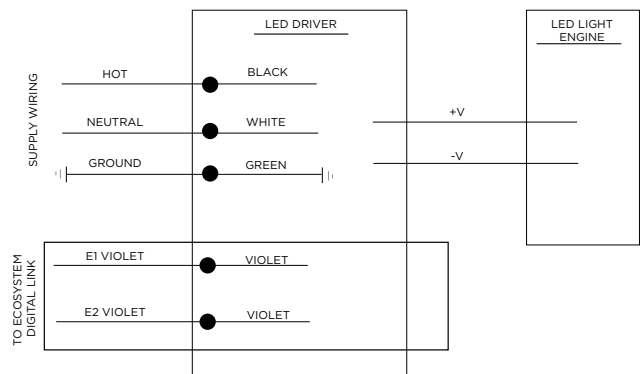 LED DRIVER
LED LIGHT
ENGINE
SUPPLY WIRING
HOT
BLACK
NEUTRAL
WHITE
GROUND
GREEN
+V
-V
TO ECOSYSTEM
DIGITAL LINK
E1 VIOLET
VIOLET
E2 VIOLET
VIOLET